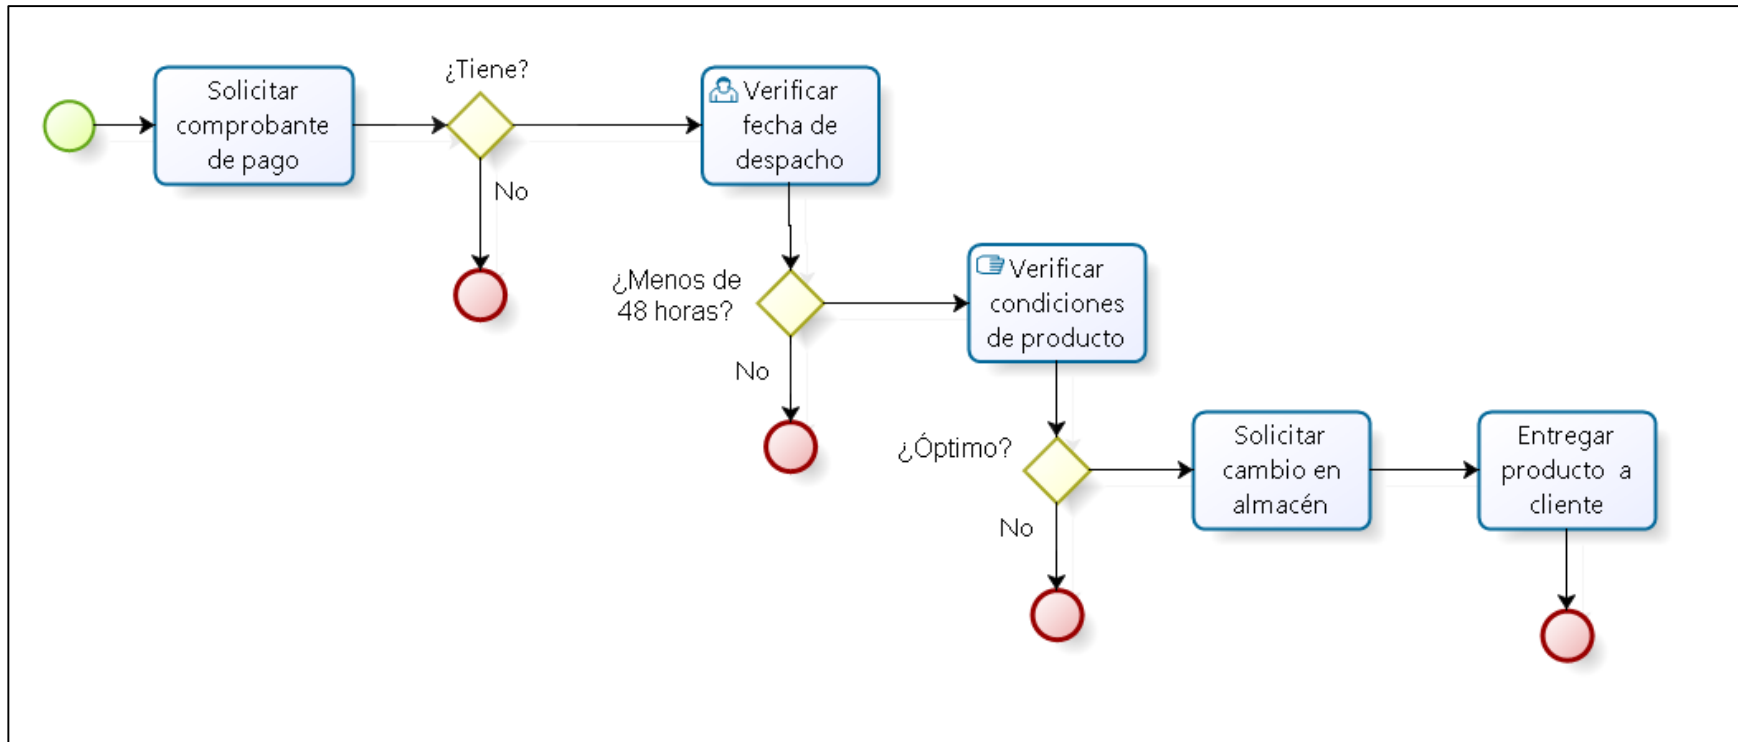 Solicitar
comprobante
de pago
¿Tiene?
No
Verificar
fecha de
despacho
¿Menos de
48 horas?
No
Verificar
condiciones
de producto
¿Óptimo?
No
Solicitar
cambio en
almacén
Entregar
producto a
cliente